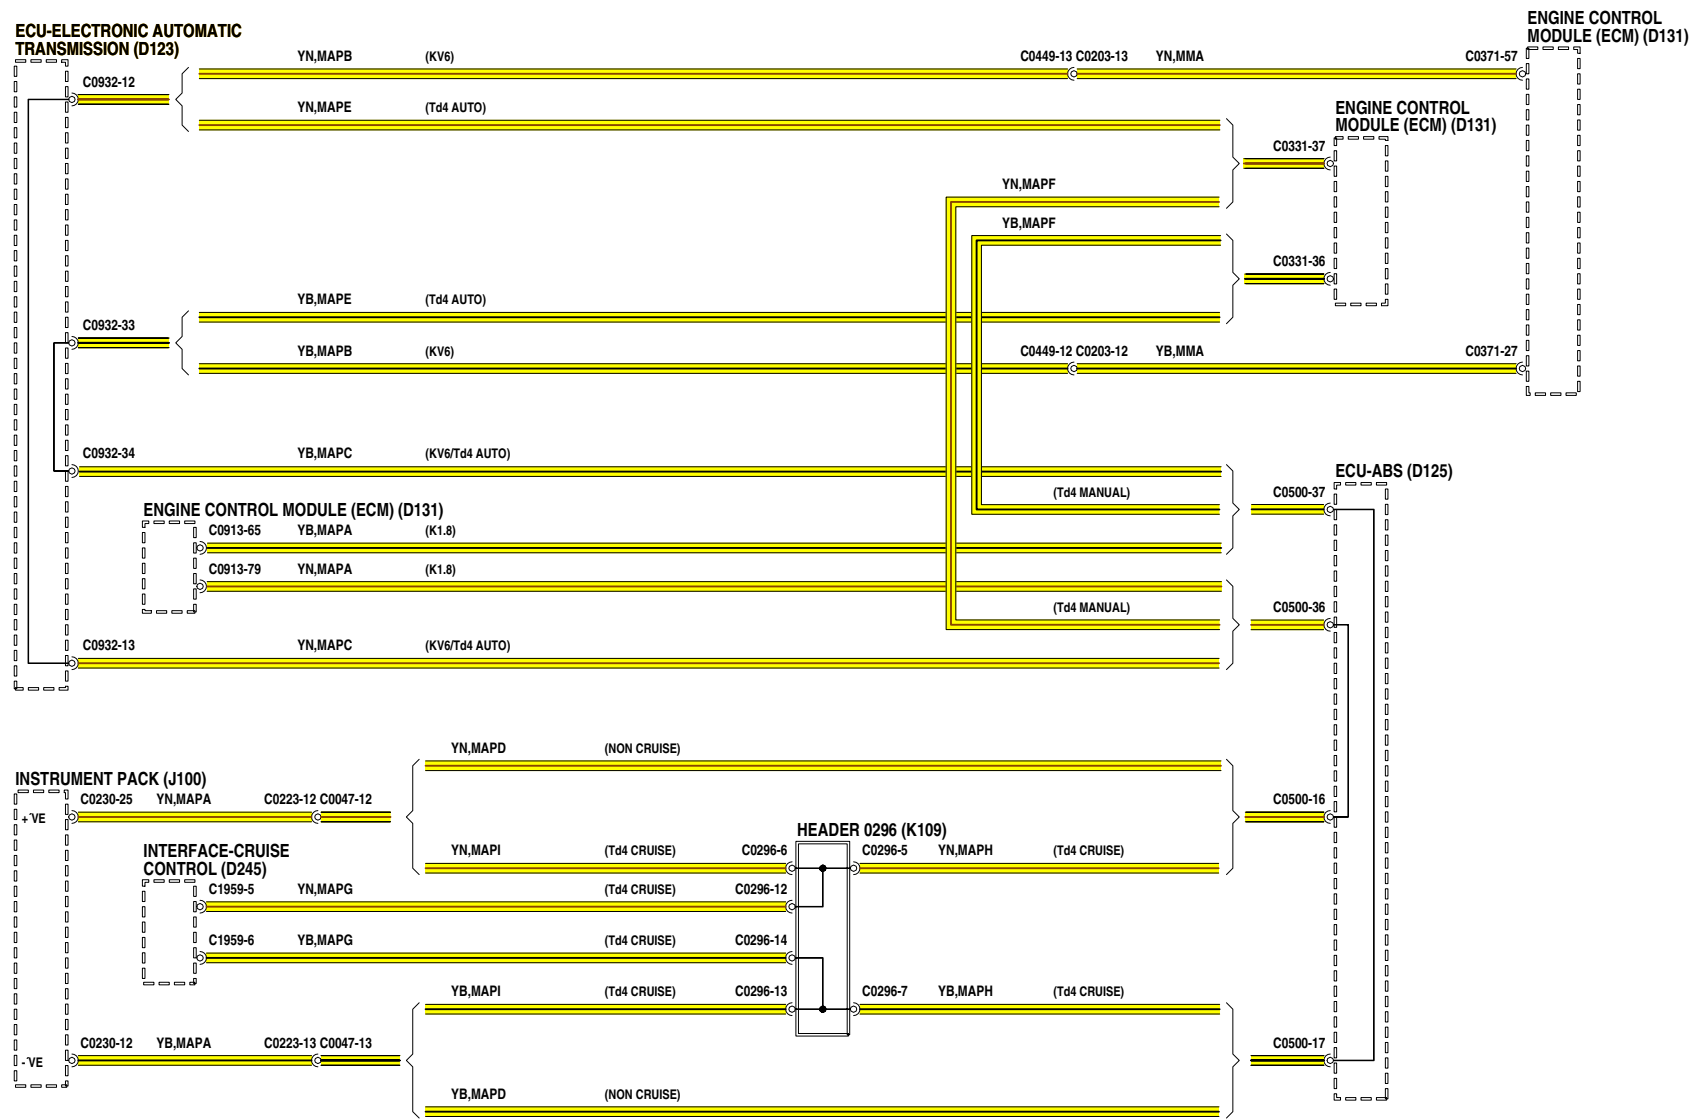 ECU-ELECTRONIC AUTOMATIC
TRANSMISSION (D123)
ENGINE CONTROL
MODULE (ECM) (D131)
YN,MAPB (KV6) C0449-13 C0203-13 YN,MMA C0371-57
C0932-12
YN,MAPE (Td4 AUTO)
ENGINE CONTROL
MODULE (ECM) (D131)
C0331-37
YN,MAPF
YB,MAPF
C0331-36
YB,MAPE (Td4 AUTO)
C0932-33
YB,MAPB (KV6) C0449-12 C0203-12 YB,MMA C0371-27
C0932-34 YB,MAPC (KV6/Td4 AUTO)
ECU-ABS (D125)
(Td4 MANUAL) C0500-37
ENGINE CONTROL MODULE (ECM) (D131)
C0913-65 YB,MAPA (K1.8)
C0913-79 YN,MAPA (K1.8)
(Td4 MANUAL) C0500-36
C0932-13 YN,MAPC (KV6/Td4 AUTO)
YN,MAPD (NON CRUISE)
INSTRUMENT PACK (J100)
C0230-25 YN,MAPA C0223-12 C0047-12 C0500-16
+´VE
HEADER 0296 (K109)
INTERFACE-CRUISE
CONTROL (D245)
YN,MAPI (Td4 CRUISE) C0296-6 C0296-5 YN,MAPH (Td4 CRUISE)
C1959-5 YN,MAPG (Td4 CRUISE) C0296-12
C1959-6 YB,MAPG (Td4 CRUISE) C0296-14
YB,MAPI (Td4 CRUISE) C0296-13 C0296-7 YB,MAPH (Td4 CRUISE)
C0230-12 YB,MAPA C0223-13 C0047-13 C0500-17
-´VE
YB,MAPD (NON CRUISE)